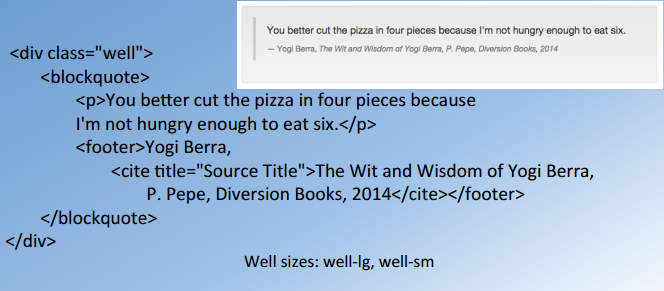 You better cut the pizza in four pieces because I'm not hungry enough to eat six.
— Yogi Berra, The Wit and Wisdom of Yogi Berra, P. Pepe, Diversion Books, 2014
<div class="well">
<blockquote>
<p>You better cut the pizza in four pieces because
I'm not hungry enough to eat six.</p>
<footer>Yogi Berra,
<cite title="Source Title">The Wit and Wisdom of Yogi Berra,
P. Pepe, Diversion Books, 2014</cite></footer>
</blockquote>
</div>
Well sizes: well-lg, well-sm